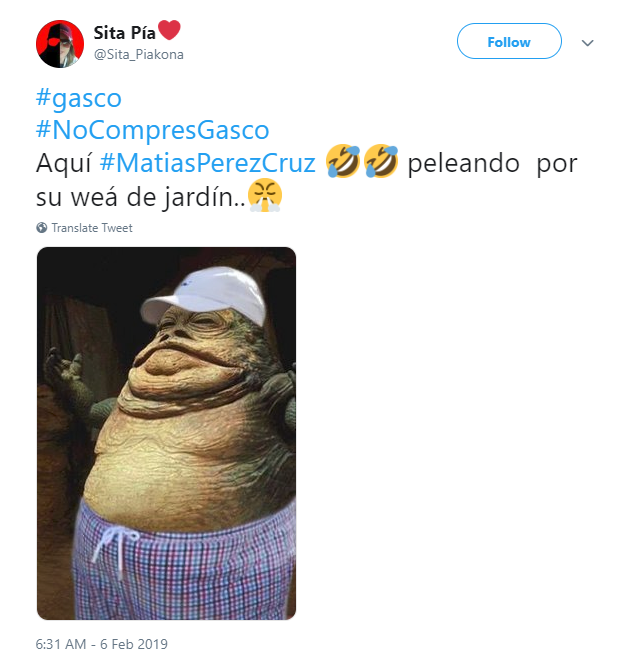 Sita Pía❤️
@Sita_Piakona
Follow
#gasco
#NoCompresGasco
Aquí #MatiasPerezCruz 🤣🤣 peleando por
su weá de jardín..😤
Translate Tweet
6:31 AM - 6 Feb 2019